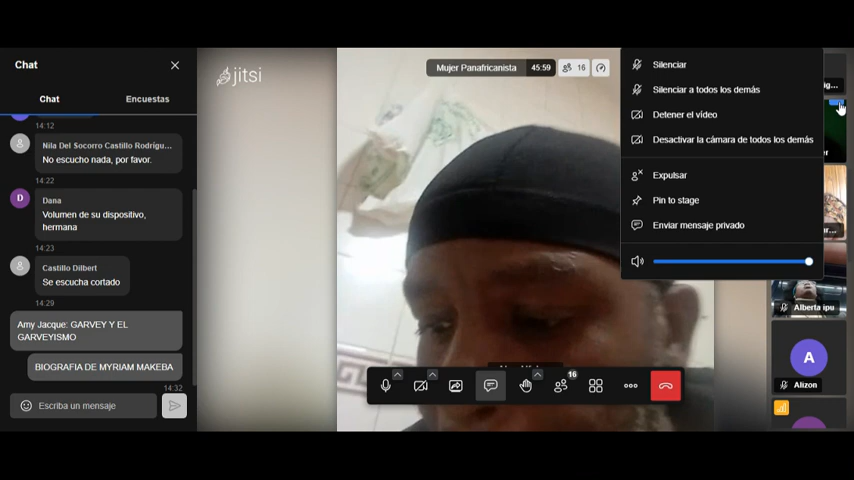 Chat
Chat
Encuestas
14:12
Nila Del Socorro Castillo Rodrigu...
No escucho nada, por favor.
14:22
D
Dana
Volumen de su dispositivo,
hermana
14:23
Castillo Dilbert
Se escucha cortado
14:29
Amy Jacque: GARVEY Y EL
GARVEYISMO
BIOGRAFIA DE MYRIAM MAKEBA
14:32
Escriba un mensaje
jitsi
Mujer Panafricanista
45:59
16
Silenciar
Silenciar a todos los demás
Detener el vídeo
Desactivar la cámara de todos los demás
Expulsar
Pin to stage
Enviar mensaje privado
16
Alberta ipu
A
Alizon